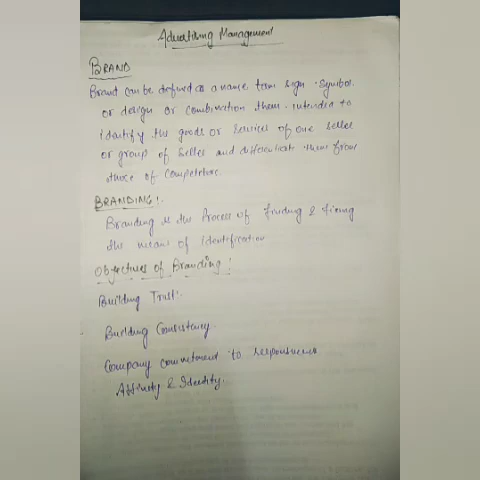 Advertising Management
BRAND
Brand can be defined as a name term sign symbol
or design or combination them intended to
identify the goods or services of one seller
or group of seller and differentiate them from
those of competitors.
BRANDING:-
Branding is the process of finding & fixing
the means of identification
Objectives of Branding:
Building Trust.
Building Consistency.
Company commitment to responsiveness
Affinity & Identity.